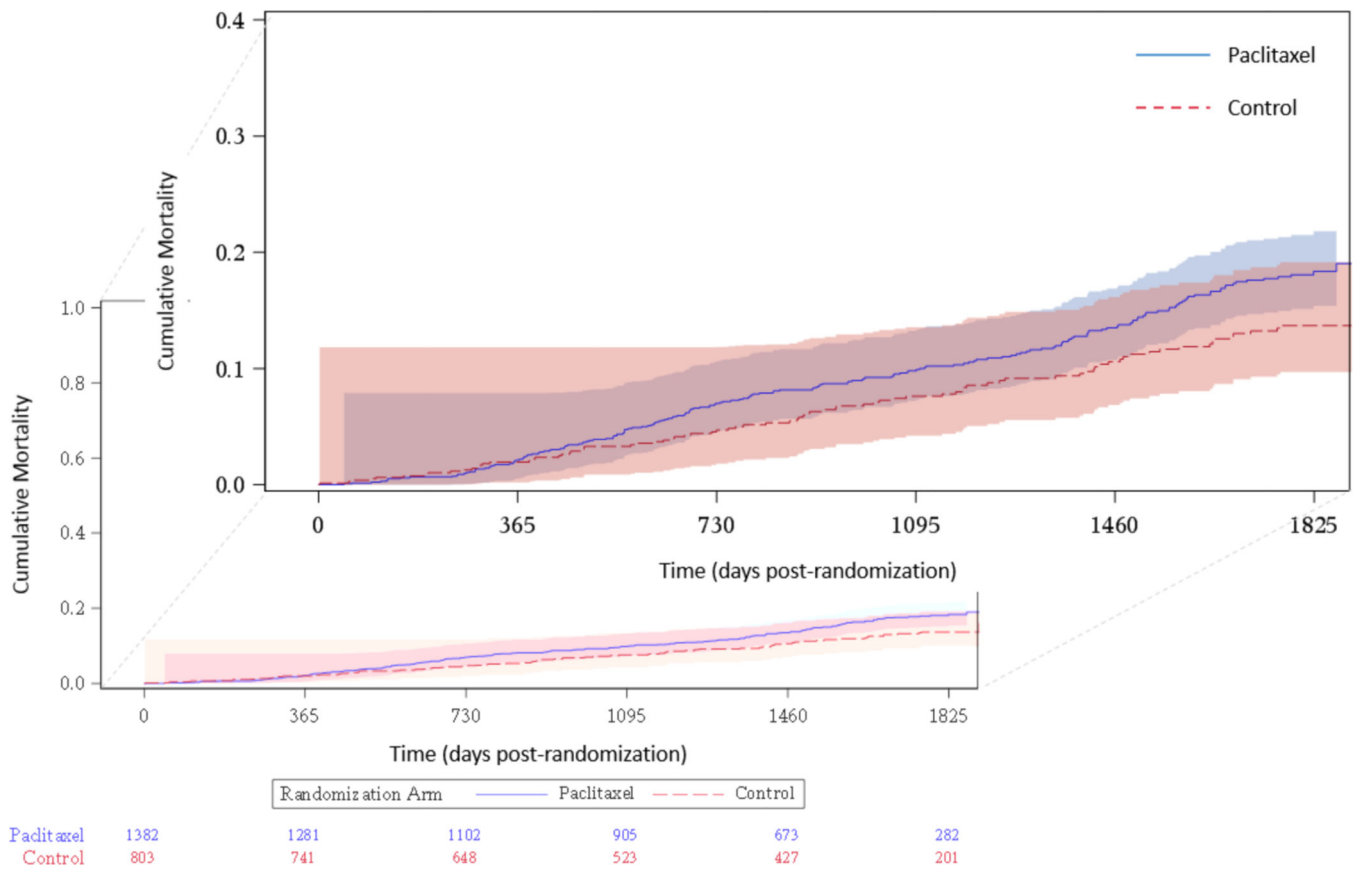 0.4
Paclitaxel
Control
0.3
Cumulative Mortality
0.2
0.1
0.0
0 365 730 1095 1460 1825
Time (days post-randomization)
Cumulative Mortality
1.0
0.8
0.6
0.4
0.2
0.0
0 365 730 1095 1460 1825
Time (days post-randomization)
Randomization Arm Paclitaxel Control
Paclitaxel 1382 1281 1102 905 673 282
Control 803 741 648 523 427 201